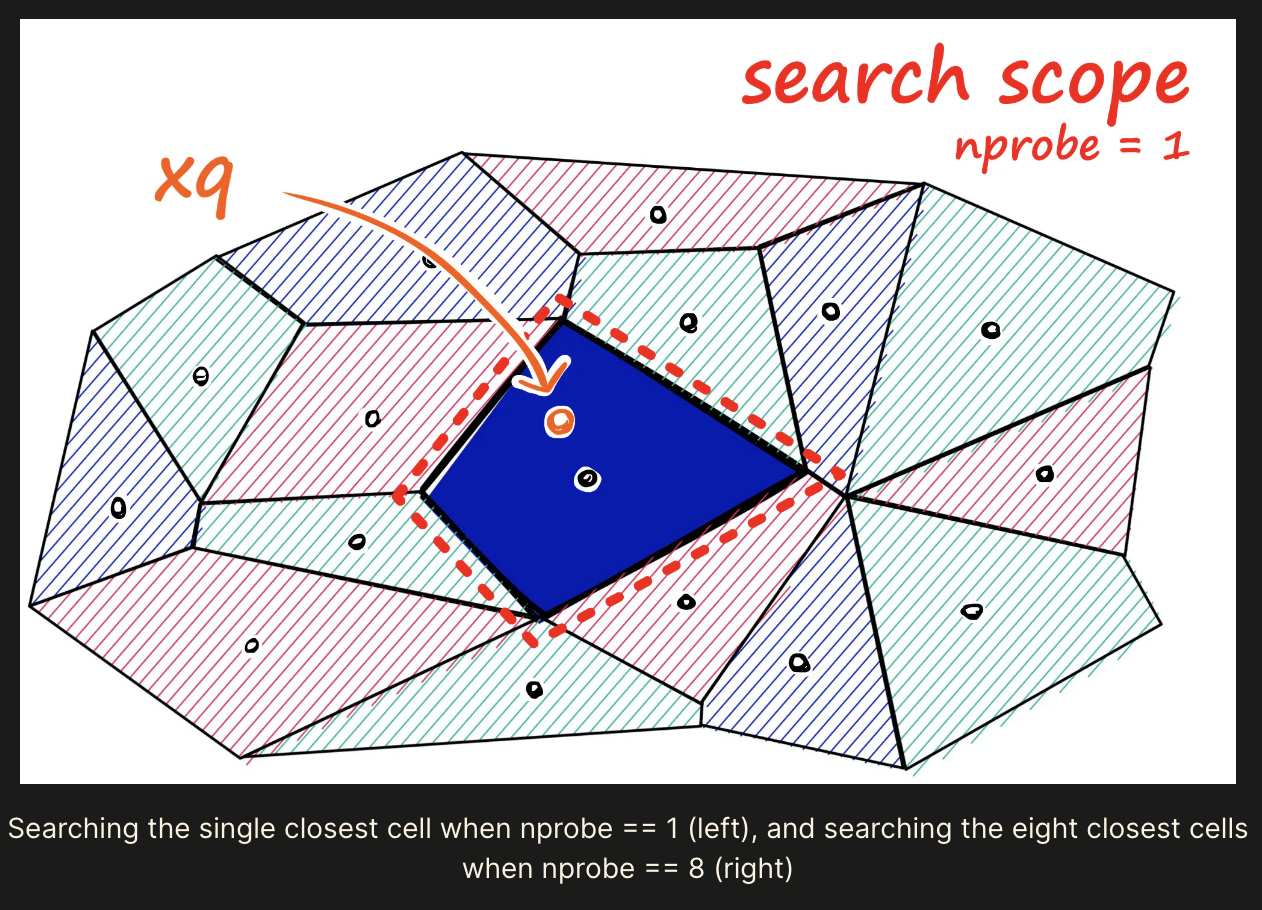 search scope
nprobe = 1
xq
Searching the single closest cell when nprobe == 1 (left), and searching the eight closest cells
when nprobe == 8 (right)